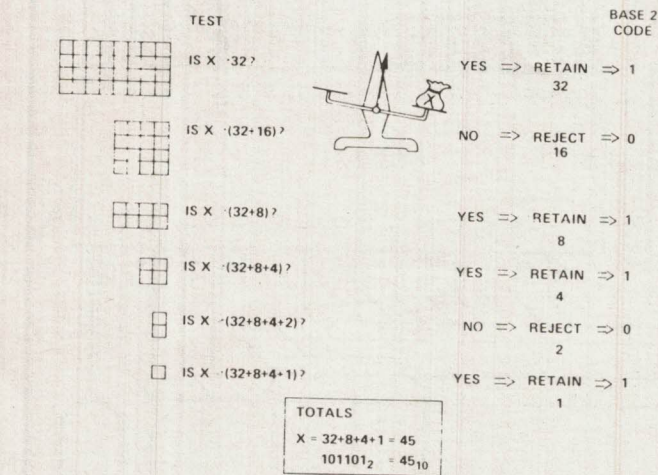 TEST
BASE 2
CODE
IS X ·32? YES => RETAIN => 1
32
X
IS X ·(32+16)? NO => REJECT => 0
16
IS X ·(32+8)? YES => RETAIN => 1
8
IS X ·(32+8+4)? YES => RETAIN => 1
4
IS X ·(32+8+4+2)? NO => REJECT => 0
2
IS X ·(32+8+4+1)? YES => RETAIN => 1
1
TOTALS
X = 32+8+4+1 = 45
101101₂ = 45₁₀